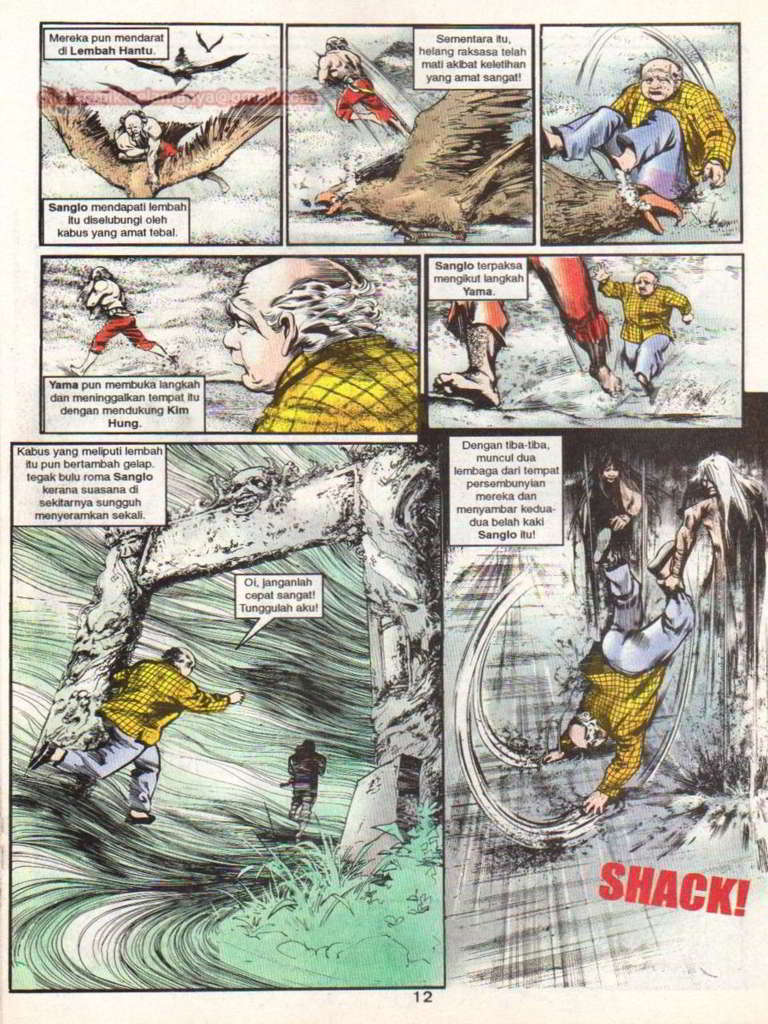 Mereka pun mendarat
di Lembah Hantu.
Sanglo mendapati lembah
itu diselubungi oleh
kabus yang amat tebal.
Sementara itu,
helang raksasa telah
mati akibat keletihan
yang amat sangat!
Yama pun membuka langkah
dan meninggalkan tempat itu
dengan mendukung Kim
Hung.
Sanglo terpaksa
mengikut langkah
Yama.
Kabus yang meliputi lembah
itu pun bertambah gelap.
tegak bulu roma Sanglo
kerana suasana di
sekitarnya sungguh
menyeramkan sekali.
Oi, janganlah
cepat sangat!
Tunggulah aku!
Dengan tiba-tiba,
muncul dua
lembaga dari tempat
persembunyian
mereka dan
menyambar kedua-
dua belah kaki
Sanglo itu!
SHACK!
12